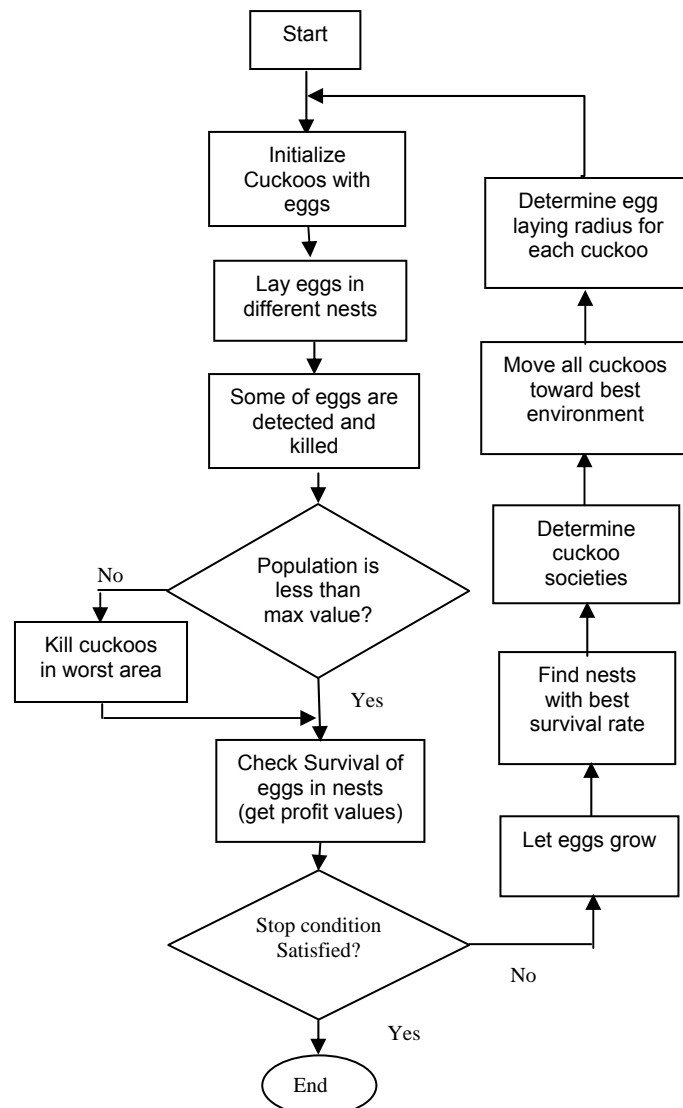 Start
Initialize
Cuckoos with
eggs
Lay eggs in
different nests
Some of eggs are
detected and
killed
Population is
less than
max value?
No
Kill cuckoos
in worst area
Yes
Check Survival of
eggs in nests
(get profit values)
Stop condition
Satisfied?
No
Yes
End
Let eggs grow
Find nests
with best
survival rate
Determine
cuckoo
societies
Move all cuckoos
toward best
environment
Determine egg
laying radius for
each cuckoo